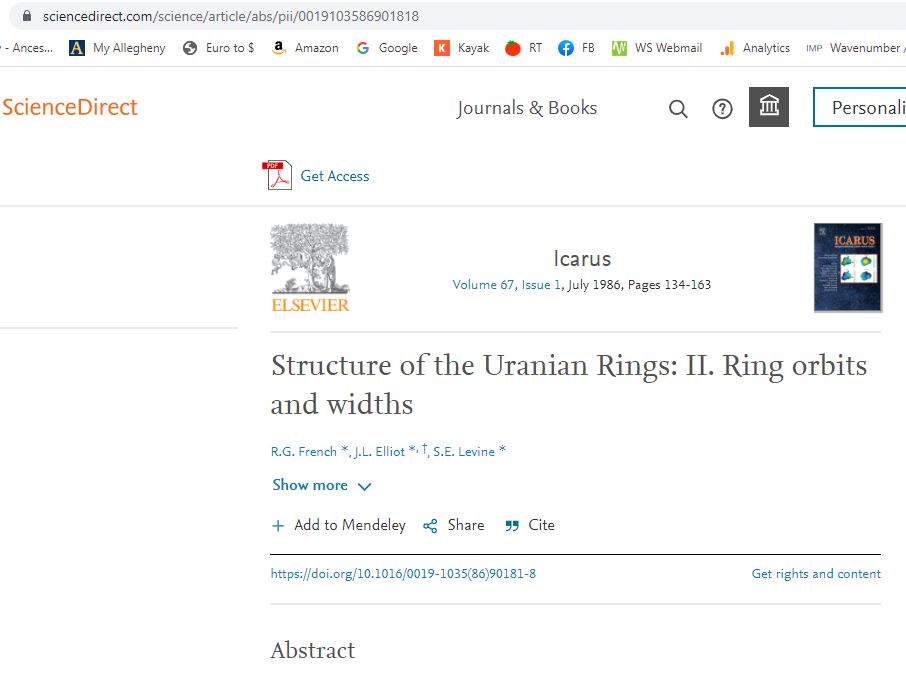 sciencedirect.com/science/article/abs/pii/0019103586901818
- Ances... My Allegheny Euro to $ Amazon Google Kayak RT FB WS Webmail Analytics IMP Wavenumber /
ScienceDirect Journals & Books Personali
PDF Get Access
ELSEVIER
Icarus
Volume 67, Issue 1, July 1986, Pages 134-163
ICARUS
Structure of the Uranian Rings: II. Ring orbits
and widths
R.G. French *, J.L. Elliot *, †, S.E. Levine *
Show more
Add to Mendeley Share Cite
https://doi.org/10.1016/0019-1035(86)90181-8 Get rights and content
Abstract